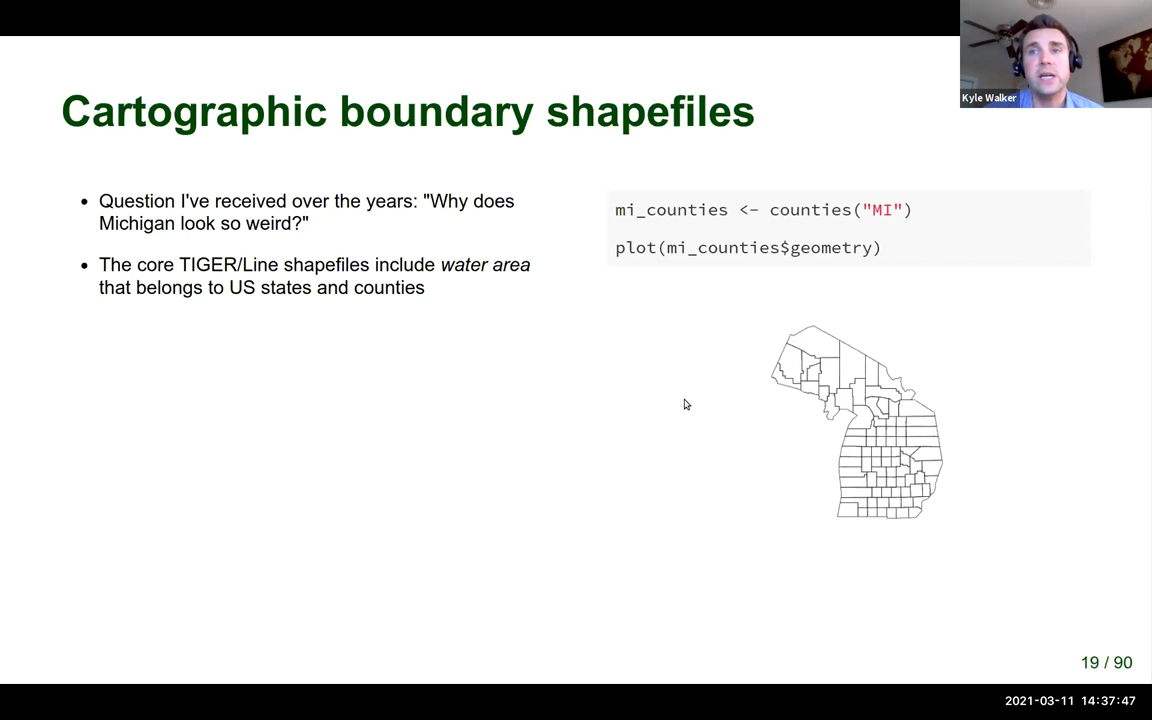 Kyle Walker
Cartographic boundary shapefiles
Question I've received over the years: "Why does
Michigan look so weird?"
The core TIGER/Line shapefiles include water area
that belongs to US states and counties
mi_counties <- counties("MI")
plot(mi_counties$geometry)
19 / 90
2021-03-11 14:37:47